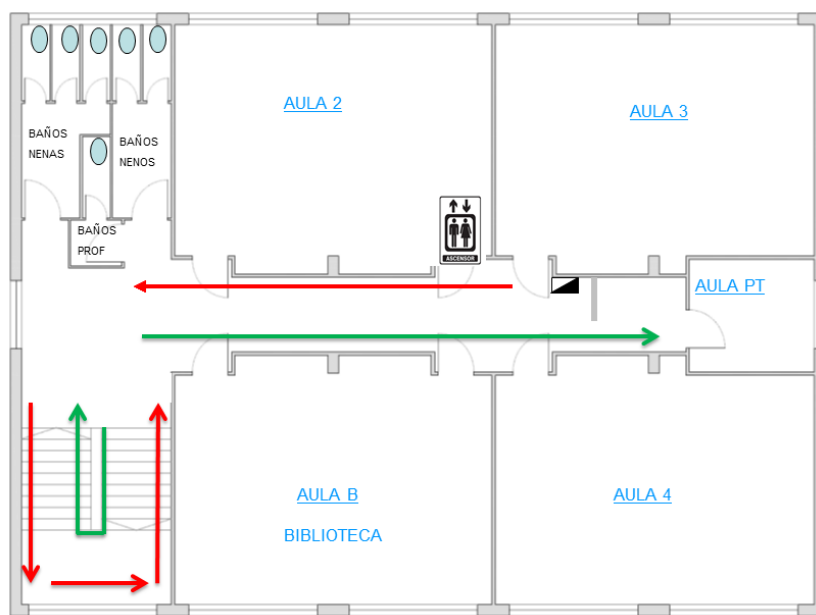 AULA 2
AULA 3
BAÑOS
NENAS
BAÑOS
NENOS
BAÑOS
PROF
ASCENSOR
AULA PT
AULA B
BIBLIOTECA
AULA 4